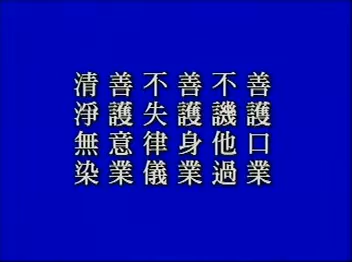 善護口業
不譏他過
善護身業
不失律儀
善護意業
清淨無染